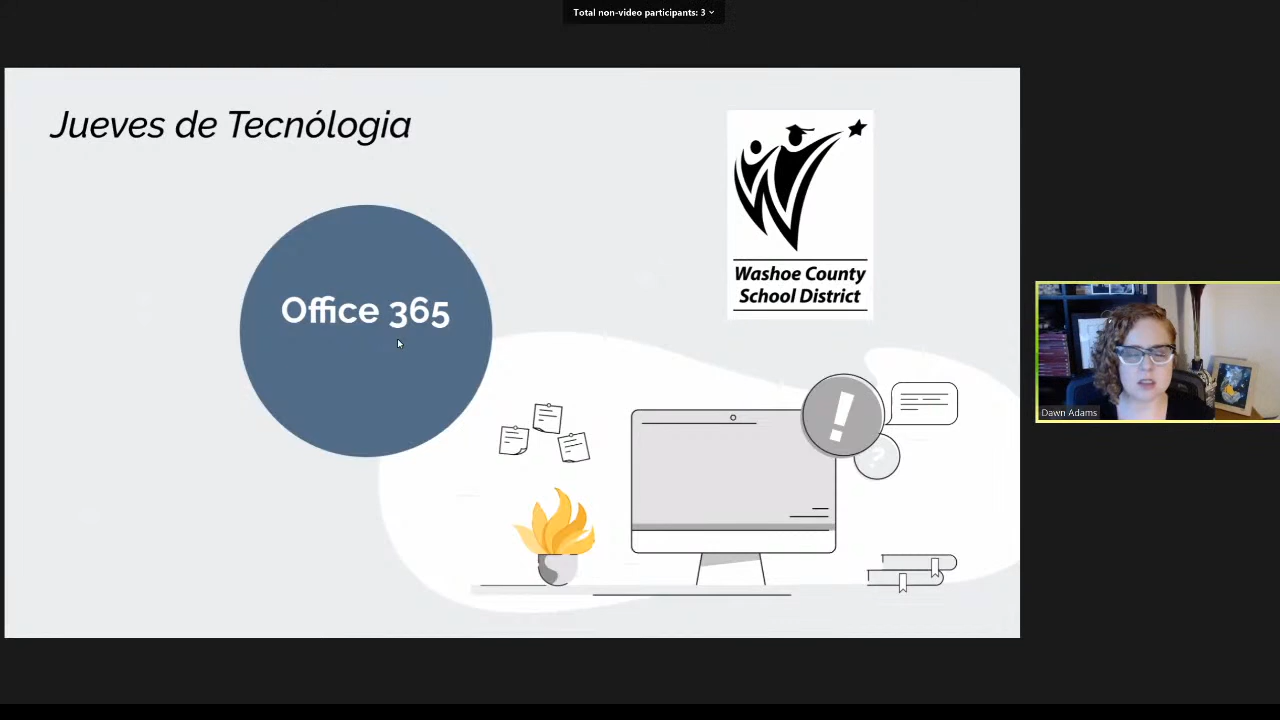 Total non-video participants: 3
Jueves de Tecnólogia
Office 365
Washoe County
School District
Dawn Adams